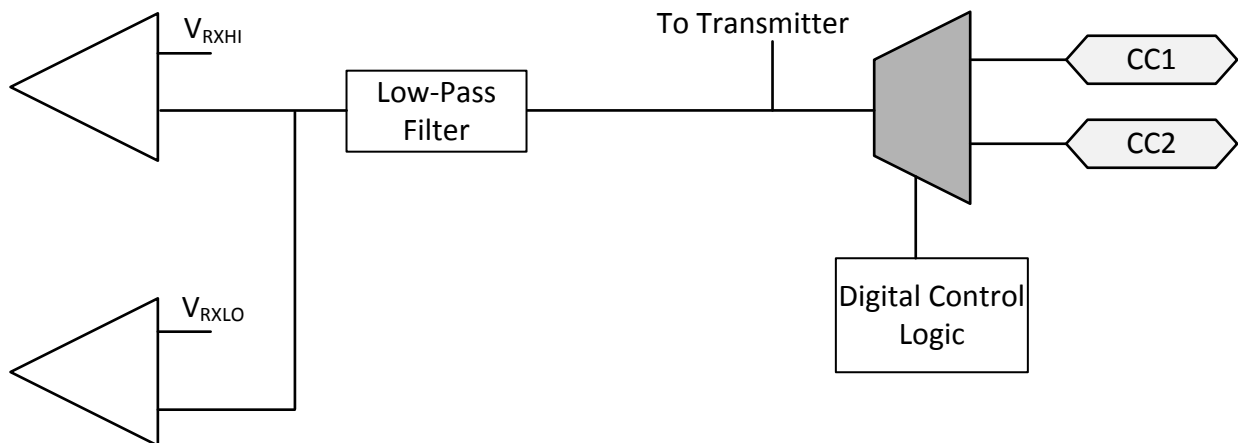 To Transmitter
V_RXHI
CC1
Low-Pass
Filter
CC2
Digital Control
Logic
V_RXLO